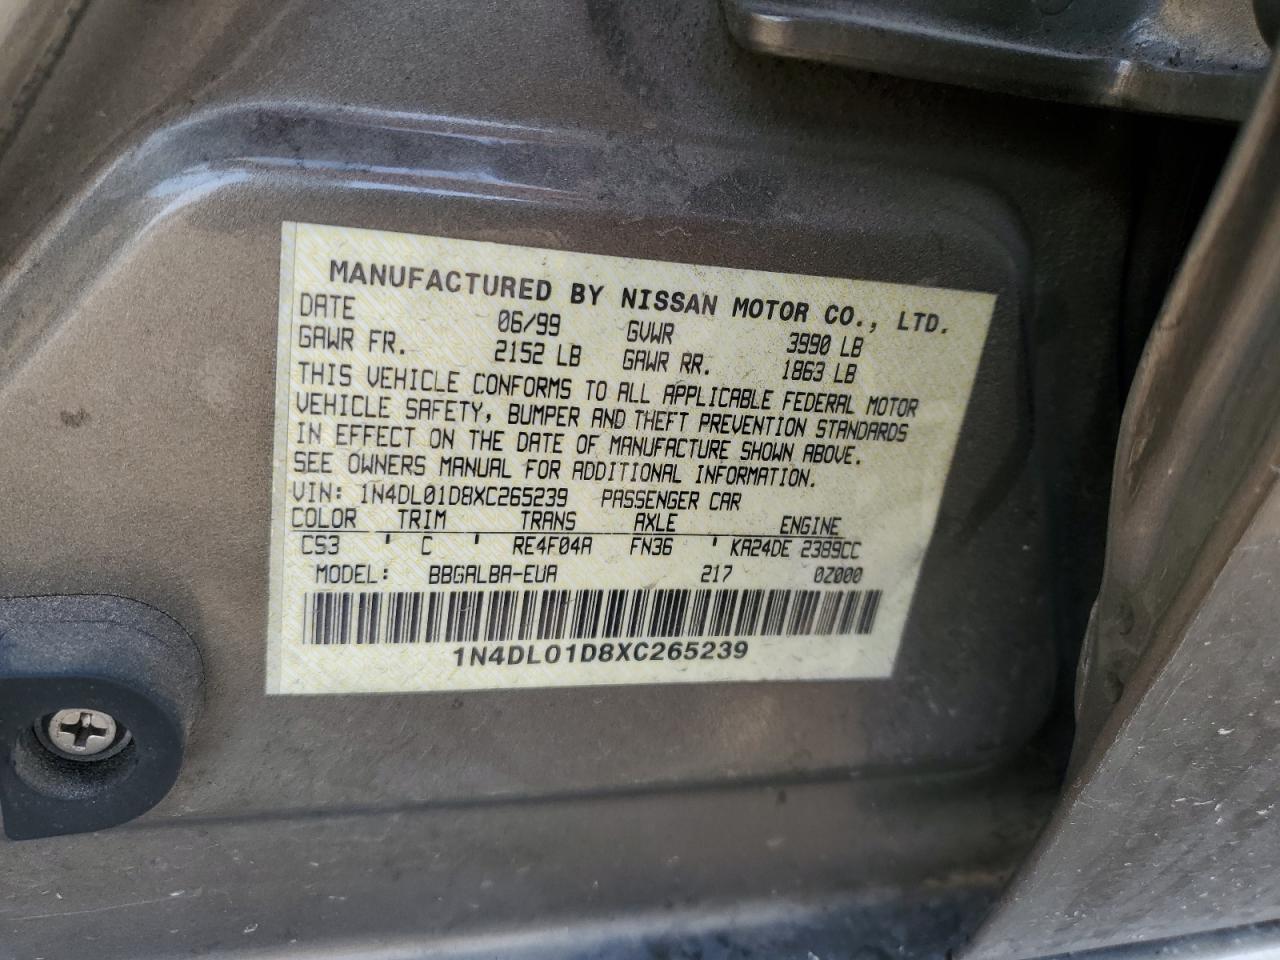 MANUFACTURED BY NISSAN MOTOR CO., LTD.
DATE 06/99 GVWR 3990 LB
GAWR FR. 2152 LB GAWR RR. 1863 LB
THIS VEHICLE CONFORMS TO ALL APPLICABLE FEDERAL MOTOR
VEHICLE SAFETY, BUMPER AND THEFT PREVENTION STANDARDS
IN EFFECT ON THE DATE OF MANUFACTURE SHOWN ABOVE.
SEE OWNERS MANUAL FOR ADDITIONAL INFORMATION.
VIN: 1N4DL01D8XC265239 PASSENGER CAR
COLOR TRIM TRANS AXLE ENGINE
CS3 ' C ' RE4F04A FN36 ' KA24DE 2389CC
MODEL: BBGALBA-EUA 217 0Z000
1N4DL01D8XC265239